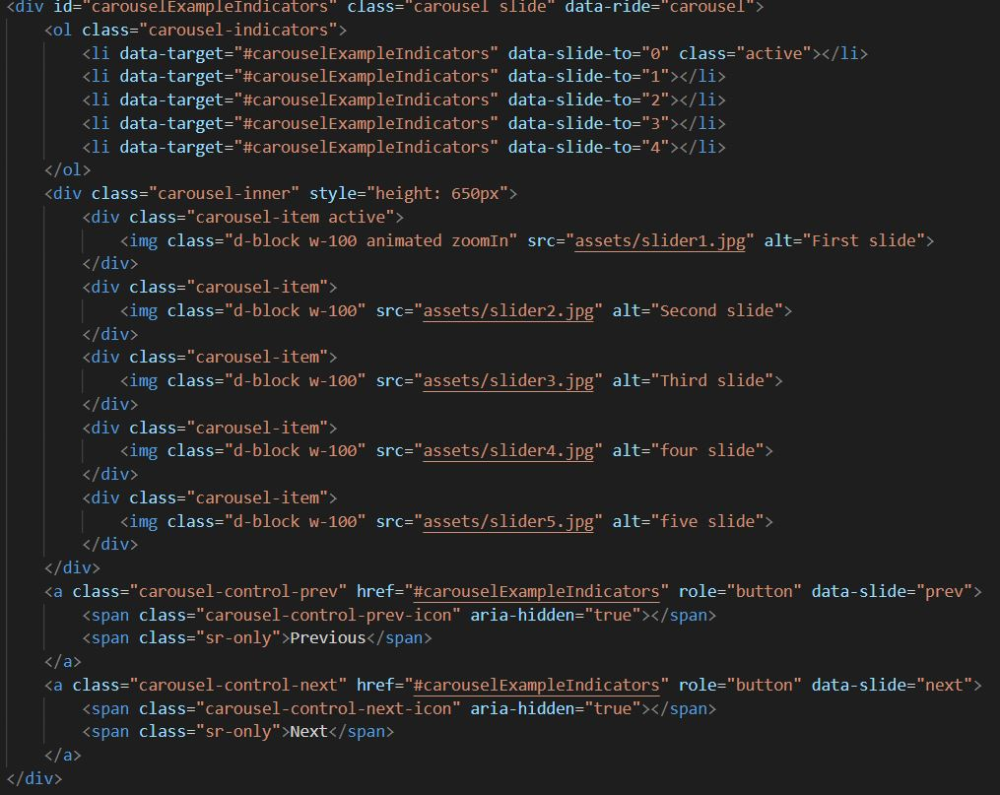 <div id="carouselExampleIndicators" class="carousel slide" data-ride="carousel">
    <ol class="carousel-indicators">
        <li data-target="#carouselExampleIndicators" data-slide-to="0" class="active"></li>
        <li data-target="#carouselExampleIndicators" data-slide-to="1"></li>
        <li data-target="#carouselExampleIndicators" data-slide-to="2"></li>
        <li data-target="#carouselExampleIndicators" data-slide-to="3"></li>
        <li data-target="#carouselExampleIndicators" data-slide-to="4"></li>
    </ol>
    <div class="carousel-inner" style="height: 650px">
        <div class="carousel-item active">
            <img class="d-block w-100 animated zoomIn" src="assets/slider1.jpg" alt="First slide">
        </div>
        <div class="carousel-item">
            <img class="d-block w-100" src="assets/slider2.jpg" alt="Second slide">
        </div>
        <div class="carousel-item">
            <img class="d-block w-100" src="assets/slider3.jpg" alt="Third slide">
        </div>
        <div class="carousel-item">
            <img class="d-block w-100" src="assets/slider4.jpg" alt="four slide">
        </div>
        <div class="carousel-item">
            <img class="d-block w-100" src="assets/slider5.jpg" alt="five slide">
        </div>
    </div>
    <a class="carousel-control-prev" href="#carouselExampleIndicators" role="button" data-slide="prev">
        <span class="carousel-control-prev-icon" aria-hidden="true"></span>
        <span class="sr-only">Previous</span>
    </a>
    <a class="carousel-control-next" href="#carouselExampleIndicators" role="button" data-slide="next">
        <span class="carousel-control-next-icon" aria-hidden="true"></span>
        <span class="sr-only">Next</span>
    </a>
</div>